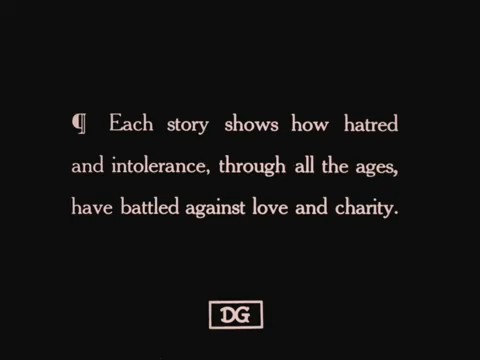 ¶ Each story shows how hatred
and intolerance, through all the ages,
have battled against love and charity.
DG